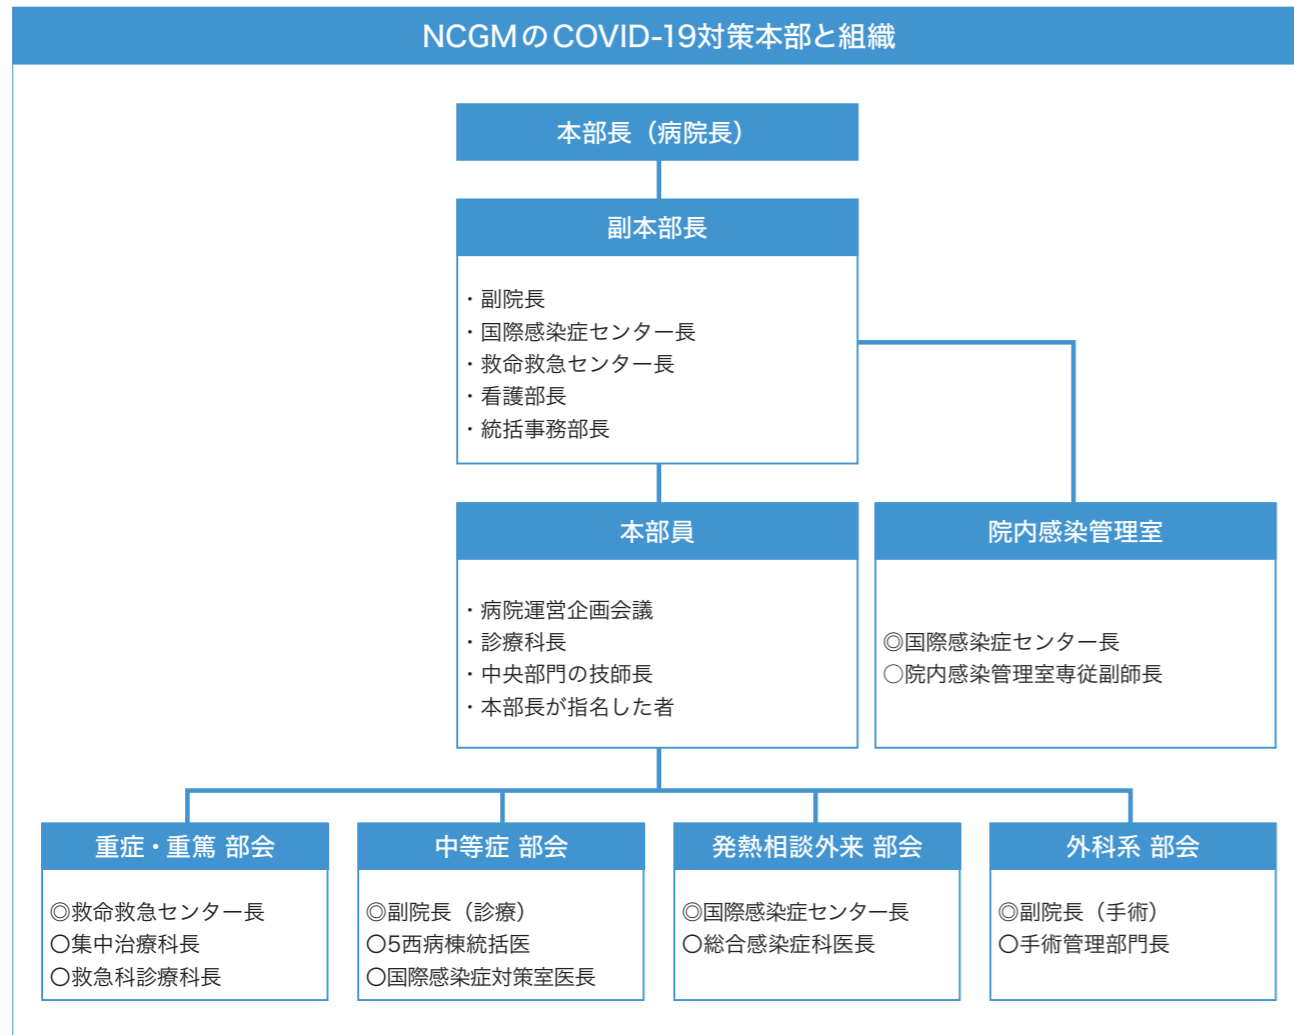 NCGMのCOVID-19対策本部と組織
本部長（病院長）
副本部長
・副院長
・国際感染症センター長
・救命救急センター長
・看護部長
・統括事務部長
本部員
・病院運営企画会議
・診療科長
・中央部門の技師長
・本部長が指名した者
院内感染管理室
◎国際感染症センター長
○院内感染管理室専従副師長
重症・重篤 部会
◎救命救急センター長
○集中治療科長
○救急科診療科長
中等症 部会
◎副院長（診療）
○5西病棟統括医
○国際感染症対策室医長
発熱相談外来 部会
◎国際感染症センター長
○総合感染症科医長
外科系 部会
◎副院長（手術）
○手術管理部門長